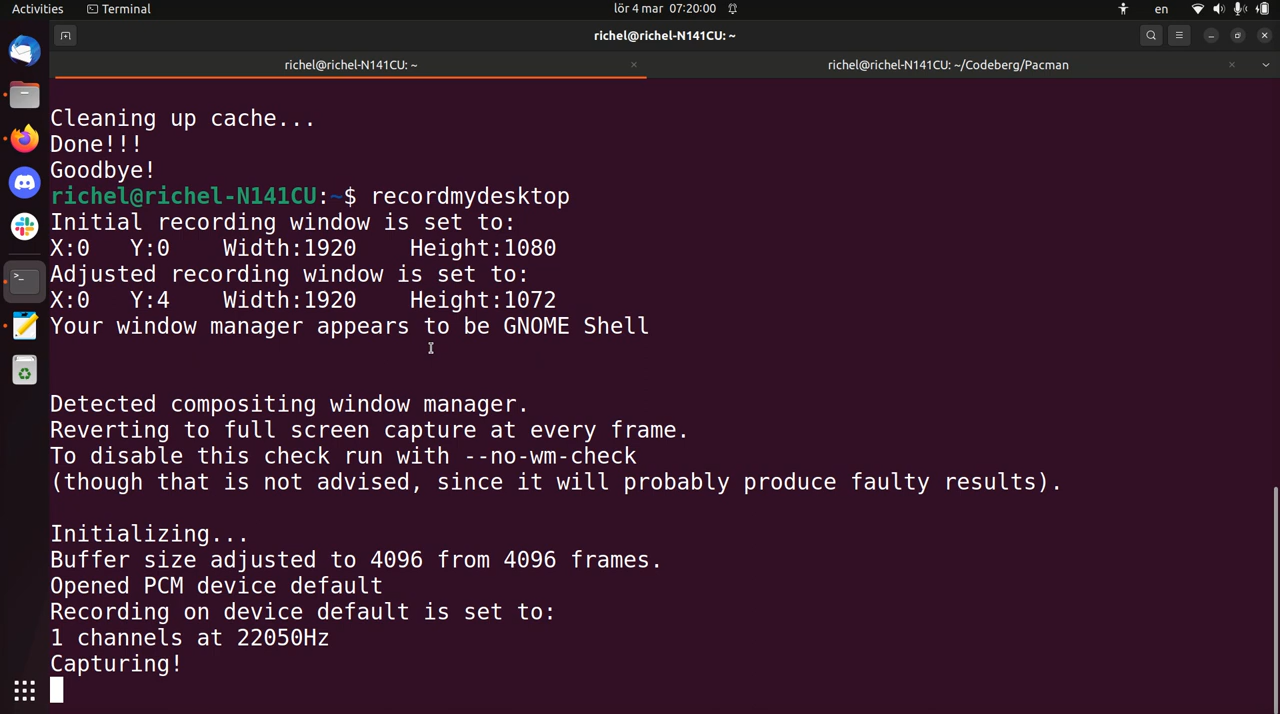 Activities
Terminal
lör 4 mar 07:20:00
en
richel@richel-N141CU: ~
richel@richel-N141CU: ~
richel@richel-N141CU: ~/Codeberg/Pacman
Cleaning up cache...
Done!!!
Goodbye!
richel@richel-N141CU:~$ recordmydesktop
Initial recording window is set to:
X:0   Y:0    Width:1920    Height:1080
Adjusted recording window is set to:
X:0   Y:4    Width:1920    Height:1072
Your window manager appears to be GNOME Shell
Detected compositing window manager.
Reverting to full screen capture at every frame.
To disable this check run with --no-wm-check
(though that is not advised, since it will probably produce faulty results).
Initializing...
Buffer size adjusted to 4096 from 4096 frames.
Opened PCM device default
Recording on device default is set to:
1 channels at 22050Hz
Capturing!